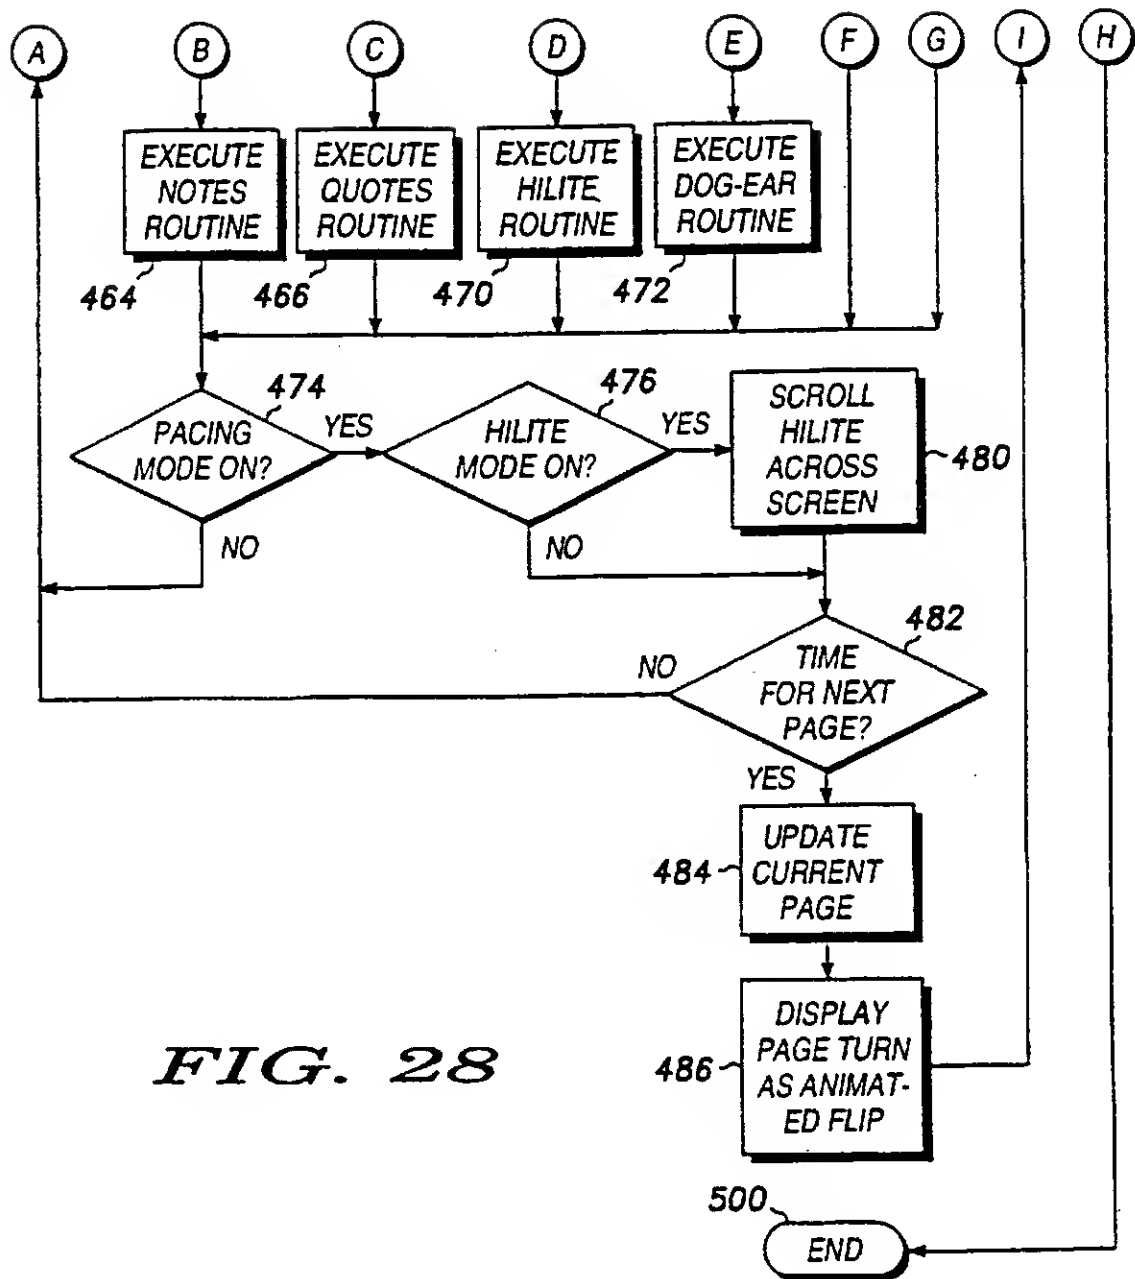 A B C D E F G I H
EXECUTE
NOTES
ROUTINE
464
EXECUTE
QUOTES
ROUTINE
466
EXECUTE
HILITE
ROUTINE
470
EXECUTE
DOG-EAR
ROUTINE
472
474
PACING
MODE ON?
YES
NO
476
HILITE
MODE ON?
YES
NO
SCROLL
HILITE
ACROSS
SCREEN
480
482
TIME
FOR NEXT
PAGE?
NO
YES
484
UPDATE
CURRENT
PAGE
486
DISPLAY
PAGE TURN
AS ANIMAT-
ED FLIP
500
END
FIG. 28